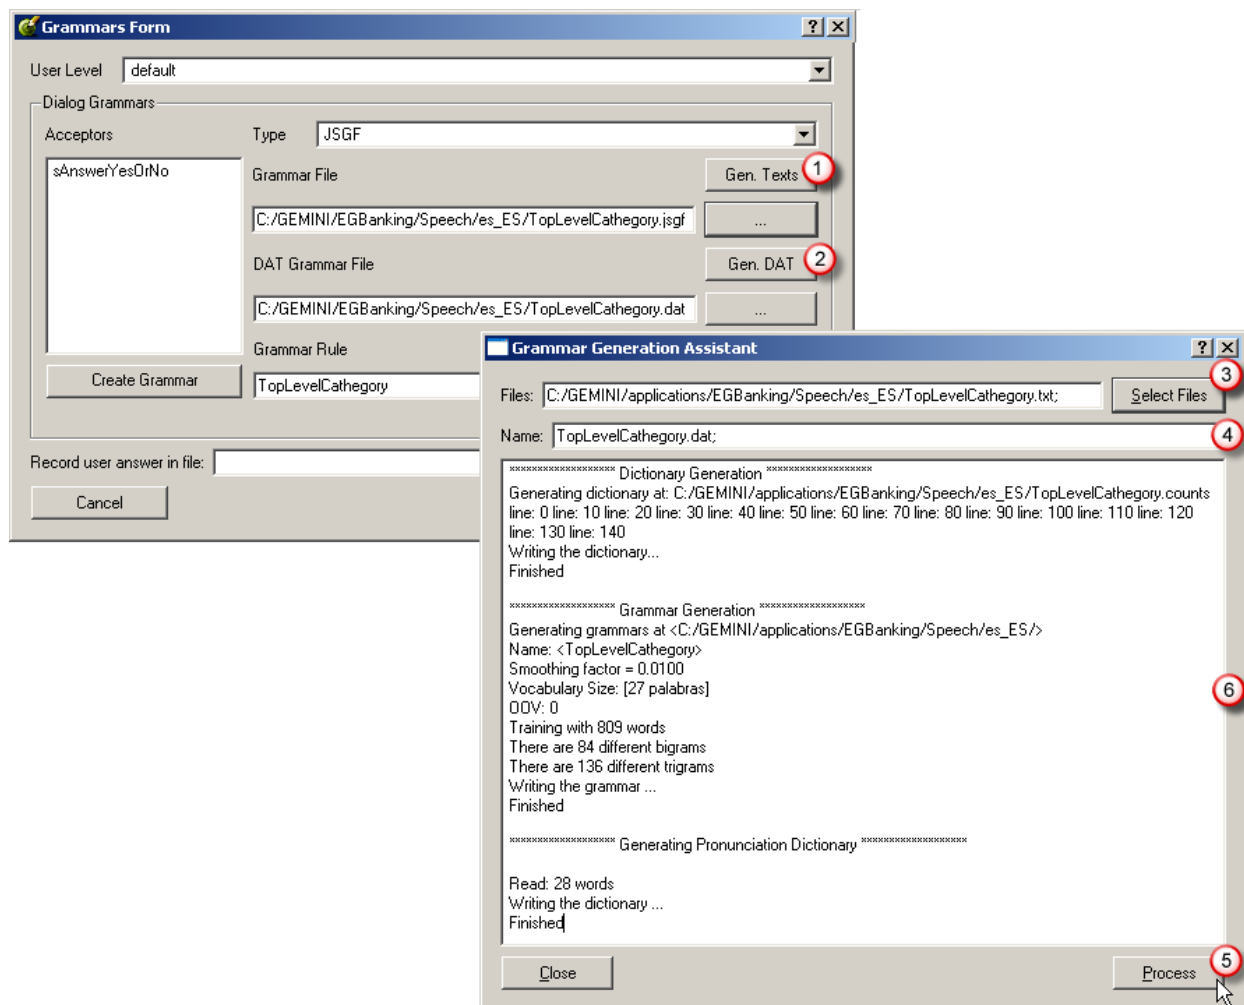 Grammars Form
User Level default
Dialog Grammars
Acceptors Type JSGF
sAnswerYesOrNo
Grammar File Gen. Texts 1
C:/GEMINI/EGBanking/Speech/es_ES/TopLevelCathegory.jsgf ...
DAT Grammar File Gen. DAT 2
C:/GEMINI/EGBanking/Speech/es_ES/TopLevelCathegory.dat ...
Grammar Rule
Create Grammar TopLevelCathegory
Record user answer in file:
Cancel
Grammar Generation Assistant
3
Files: C:/GEMINI/applications/EGBanking/Speech/es_ES/TopLevelCathegory.txt; Select Files
Name: TopLevelCathegory.dat; 4
******************* Dictionary Generation *******************
Generating dictionary at: C:/GEMINI/applications/EGBanking/Speech/es_ES/TopLevelCathegory.counts
line: 0 line: 10 line: 20 line: 30 line: 40 line: 50 line: 60 line: 70 line: 80 line: 90 line: 100 line: 110 line: 120
line: 130 line: 140
Writing the dictionary...
Finished
******************* Grammar Generation *******************
Generating grammars at <C:/GEMINI/applications/EGBanking/Speech/es_ES/>
Name: <TopLevelCathegory>
Smoothing factor = 0.0100
Vocabulary Size: [27 palabras]
OOV: 0
Training with 809 words
There are 84 different bigrams
There are 136 different trigrams
Writing the grammar ...
Finished
6
******************* Generating Pronunciation Dictionary *******************
Read: 28 words
Writing the dictionary ...
Finished
Close Process 5